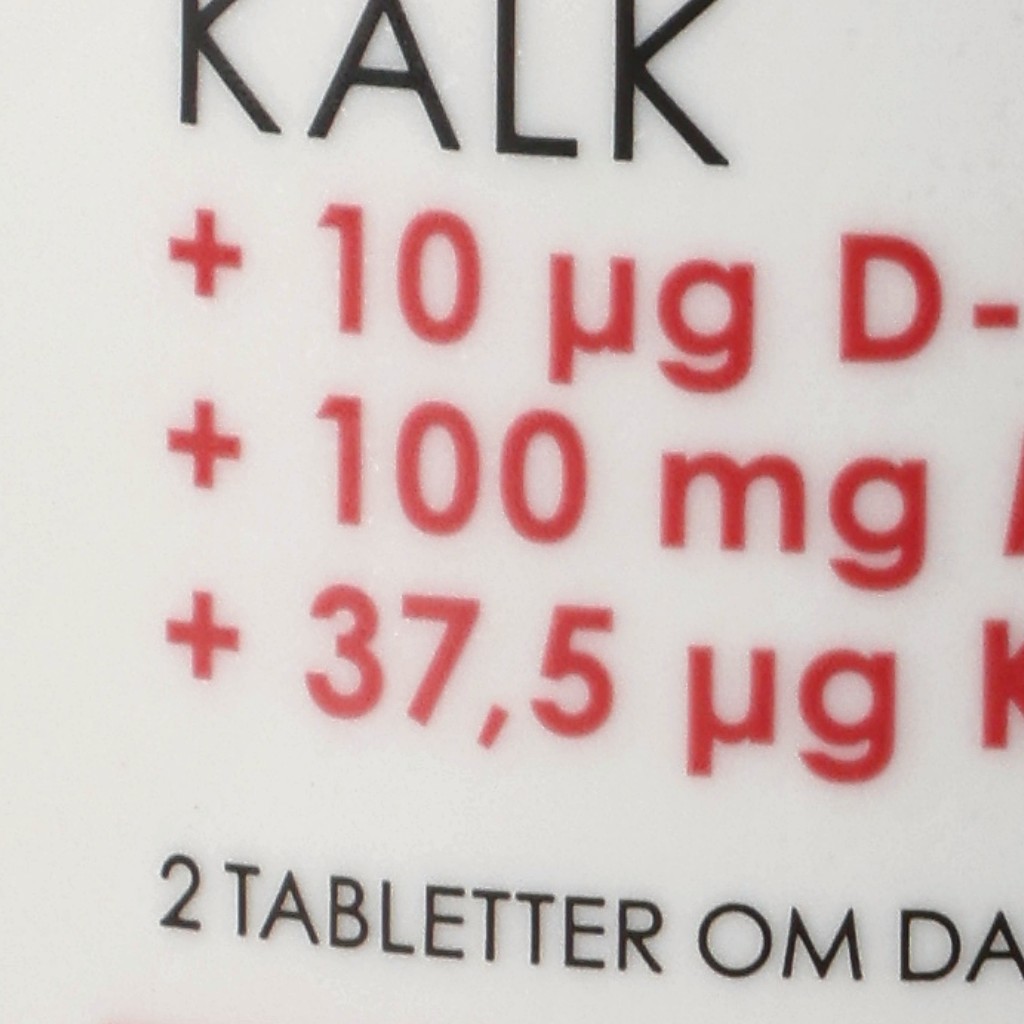 KALK
+ 10 µg D-
+ 100 mg
+ 37,5 µg K
2 TABLETTER OM DA